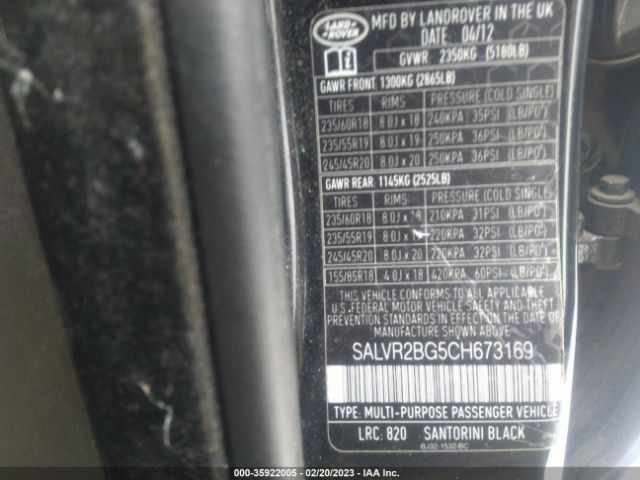 LAND ROVER
MFD BY LANDROVER IN THE UK
DATE 04/12
GVWR 2350KG (5180LB)
GAWR FRONT: 1300KG (2865LB)
TIRES RIMS PRESSURE (COLD SINGLE)
235/60R18 8.0J x 18 240KPA 35PSI (LB/PO²)
235/55R19 8.0J x 19 250KPA 36PSI (LB/PO²)
245/45R20 8.0J x 20 250KPA 36PSI (LB/PO²)
GAWR REAR: 1145KG (2525LB)
TIRES RIMS PRESSURE (COLD SINGLE)
235/60R18 8.0J x 18 210KPA 31PSI (LB/PO²)
235/55R19 8.0J x 220KPA 32PSI (LB/PO²)
245/45R20 8.0J x 20 220KPA 32PSI (LB/PO²)
155/85R18 4.0J x 18 420KPA 60PSI (LB/PO²)
THIS VEHICLE CONFORMS TO ALL APPLICABLE
U.S. FEDERAL MOTOR VEHICLE SAFETY AND THEFT
PREVENTION STANDARDS IN EFFECT ON THE DATE OF
MANUFACTURE SHOWN ABOVE.
SALVR2BG5CH673169
TYPE: MULTI-PURPOSE PASSENGER VEHICLE
LRC: 820 SANTORINI BLACK
BJ32-1532-BC
000-35922005 - 02/20/2023 - IAA Inc.